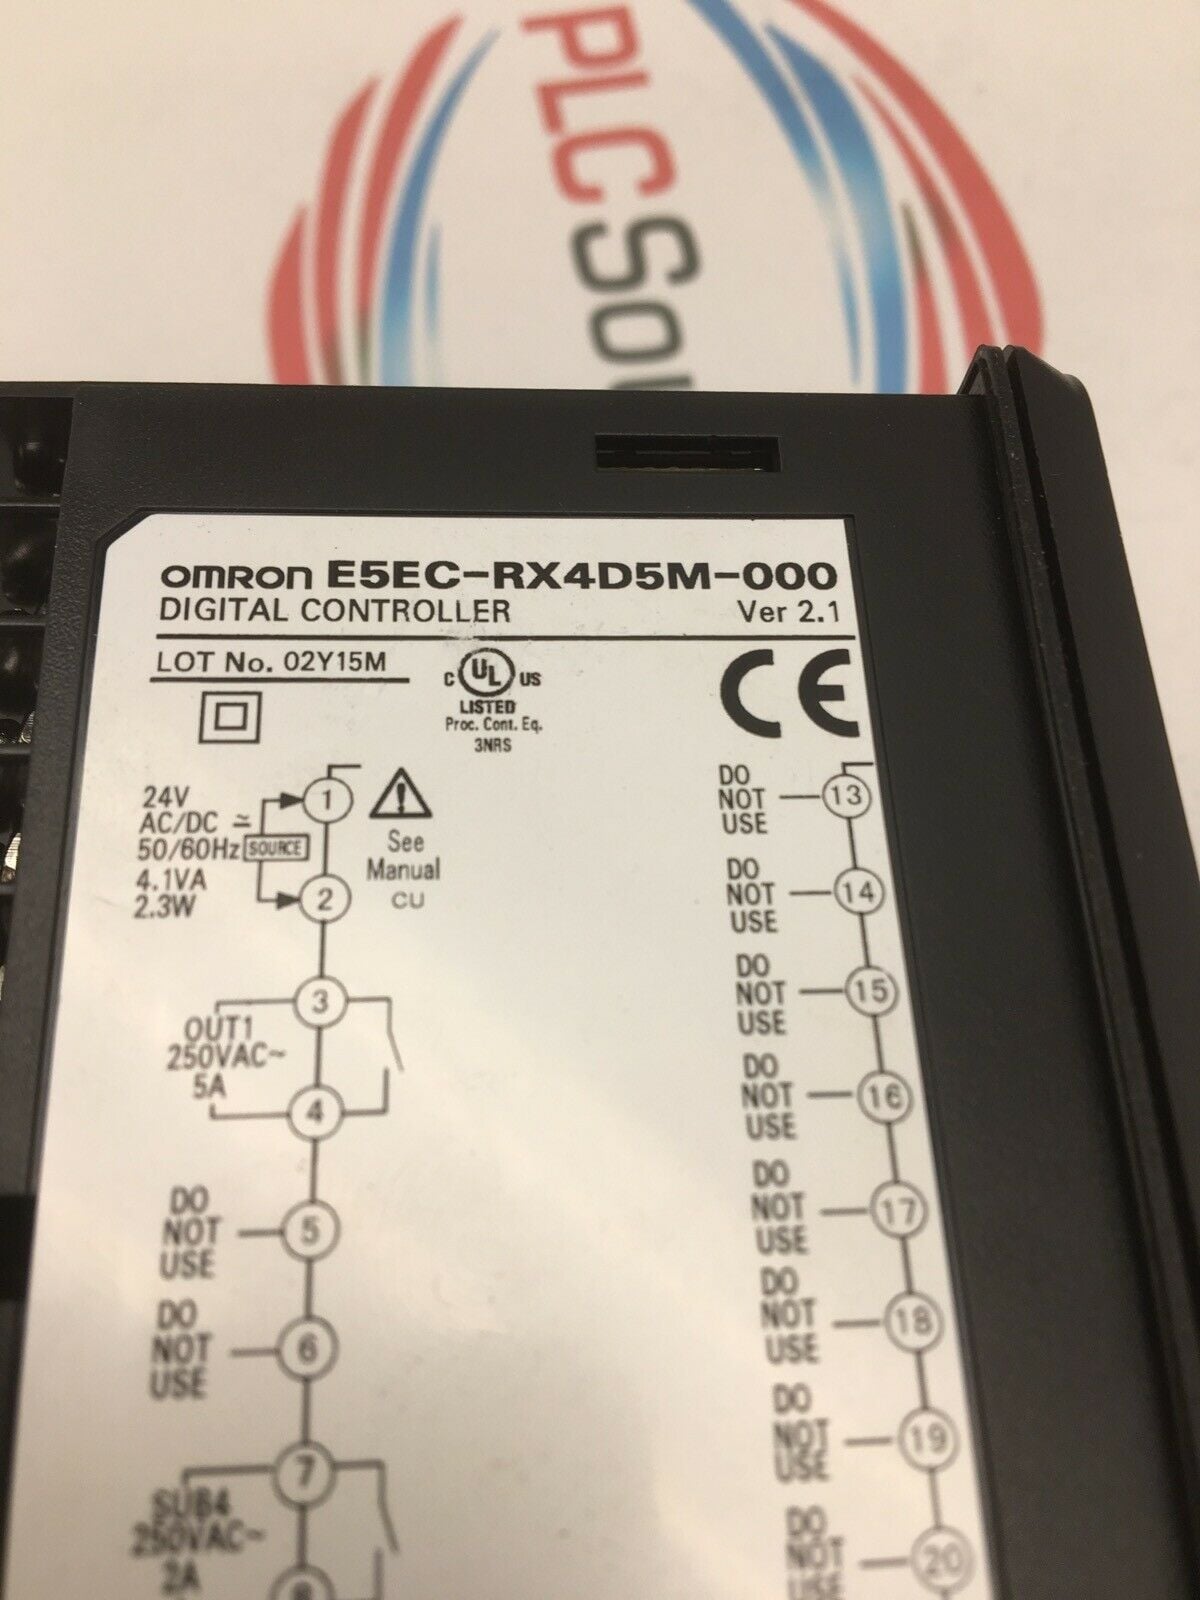 PLCSou
omron E5EC-RX4D5M-000
DIGITAL CONTROLLER Ver 2.1
LOT No. 02Y15M
C UL US
LISTED
Proc. Cont. Eq.
3NRS
CE
24V
AC/DC ≃
50/60Hz SOURCE
4.1VA
2.3W
1
2
See
Manual
CU
3
OUT1
250VAC~
5A
4
DO
NOT
USE
5
DO
NOT
USE
6
7
SUB4
250VAC~
2A
8
DO
NOT
USE
13
DO
NOT
USE
14
DO
NOT
USE
15
DO
NOT
USE
16
DO
NOT
USE
17
DO
NOT
USE
18
DO
NOT
USE
19
DO
NOT
USE
20